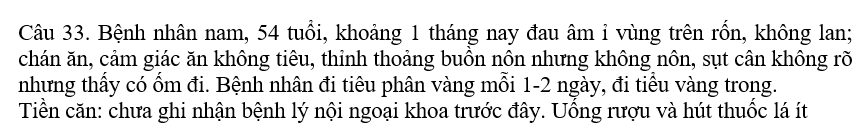 Câu 33. Bệnh nhân nam, 54 tuổi, khoảng 1 tháng nay đau âm ỉ vùng trên rốn, không lan;
chán ăn, cảm giác ăn không tiêu, thỉnh thoảng buồn nôn nhưng không nôn, sụt cân không rõ
nhưng thấy có ốm đi. Bệnh nhân đi tiêu phân vàng mỗi 1-2 ngày, đi tiểu vàng trong.
Tiền căn: chưa ghi nhận bệnh lý nội ngoại khoa trước đây. Uống rượu và hút thuốc lá ít